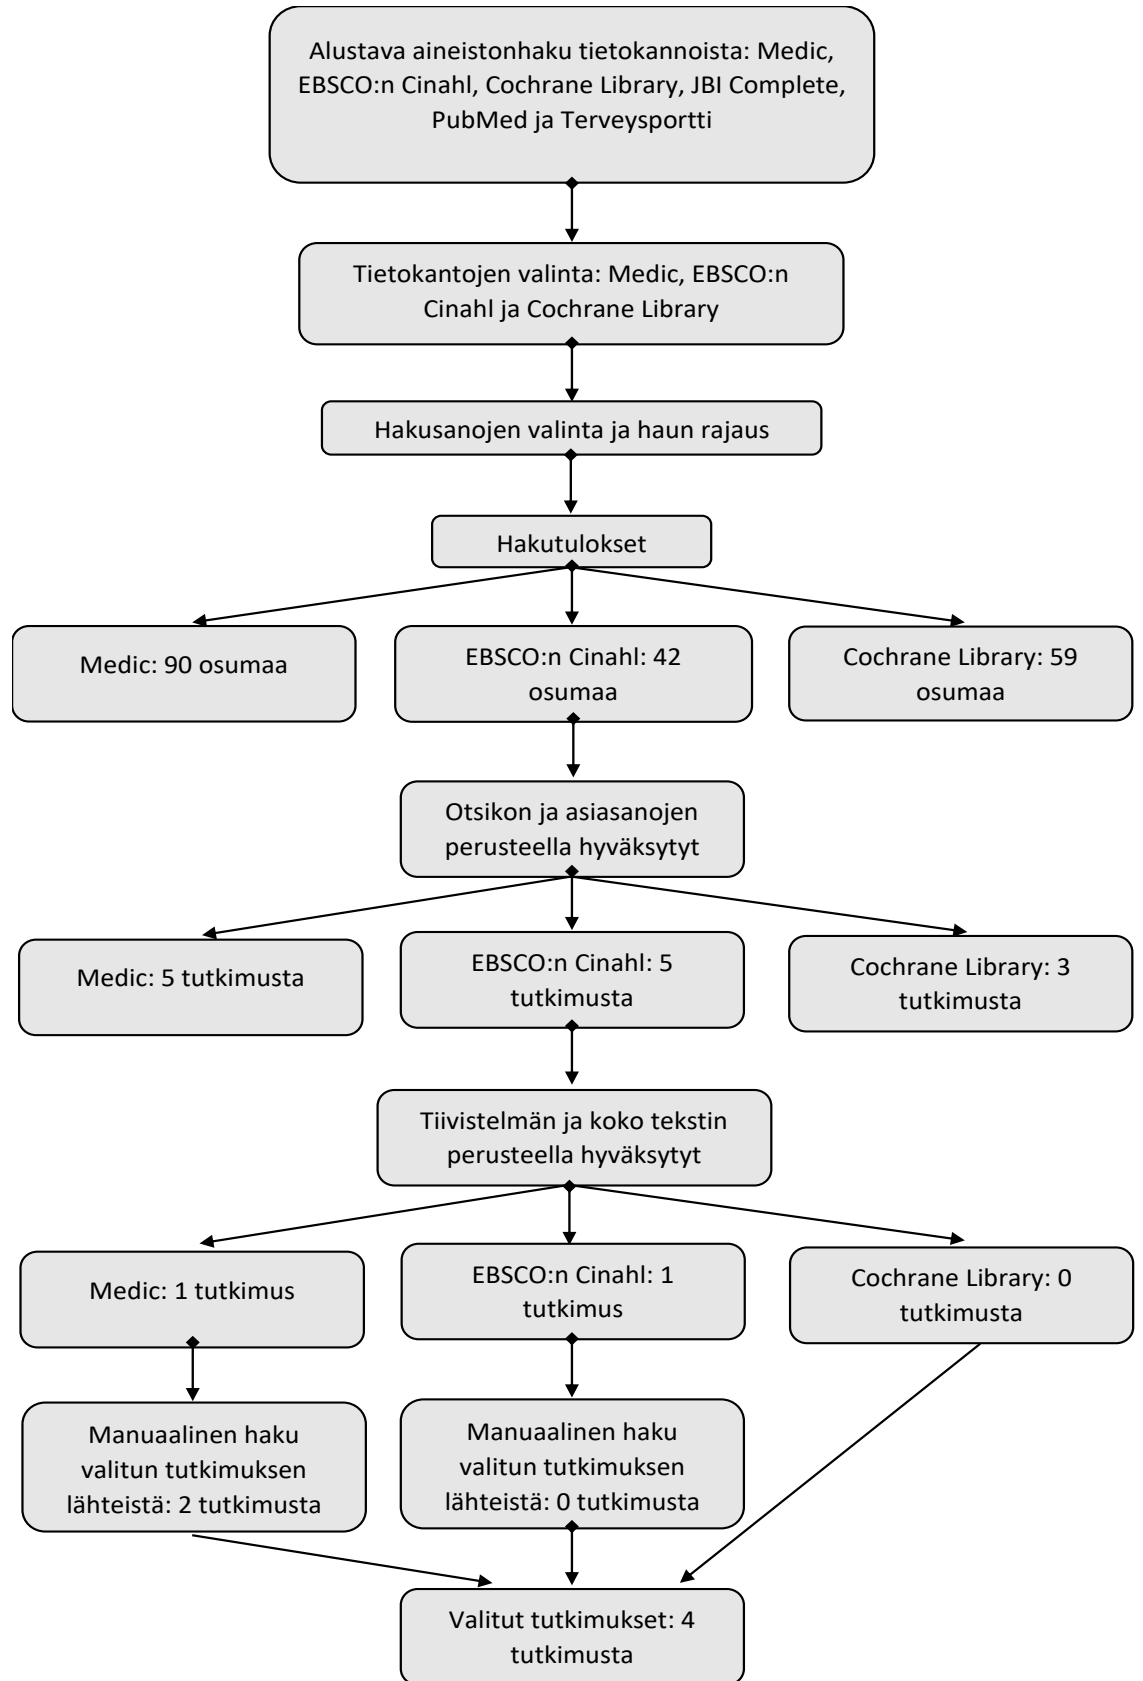 Alustava aineistonhaku tietokannoista: Medic,
EBSCO:n Cinahl, Cochrane Library, JBI Complete,
PubMed ja Terveysportti
Tietokantojen valinta: Medic, EBSCO:n
Cinahl ja Cochrane Library
Hakusanojen valinta ja haun rajaus
Hakutulokset
Medic: 90 osumaa
EBSCO:n Cinahl: 42
osumaa
Cochrane Library: 59
osumaa
Otsikon ja asiasanojen
perusteella hyväksytyt
Medic: 5 tutkimusta
EBSCO:n Cinahl: 5
tutkimusta
Cochrane Library: 3
tutkimusta
Tiivistelmän ja koko tekstin
perusteella hyväksytyt
Medic: 1 tutkimus
EBSCO:n Cinahl: 1
tutkimus
Cochrane Library: 0
tutkimusta
Manuaalinen haku
valitun tutkimuksen
lähteistä: 2 tutkimusta
Manuaalinen haku
valitun tutkimuksen
lähteistä: 0 tutkimusta
Valitut tutkimukset: 4
tutkimusta